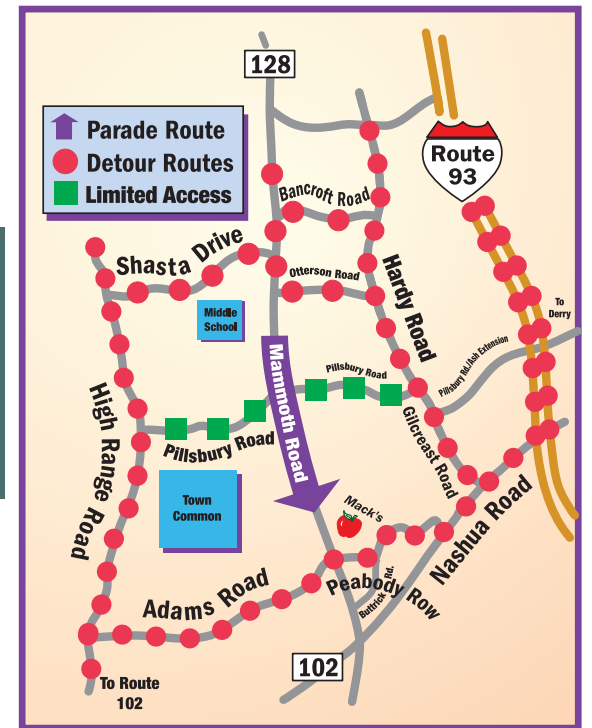 128
Parade Route
Detour Routes
Limited Access
Route
93
Bancroft Road
Shasta Drive
Otterson Road
Hardy Road
To
Derry
Middle
School
Mammoth Road
Pillsbury Road
Pillsbury Rd./Ash Extension
High Range Road
Pillsbury Road
Gilcreast Road
Town
Common
Mack's
Nashua Road
Adams Road
Peabody Row
Buttrick Rd.
102
To Route
102